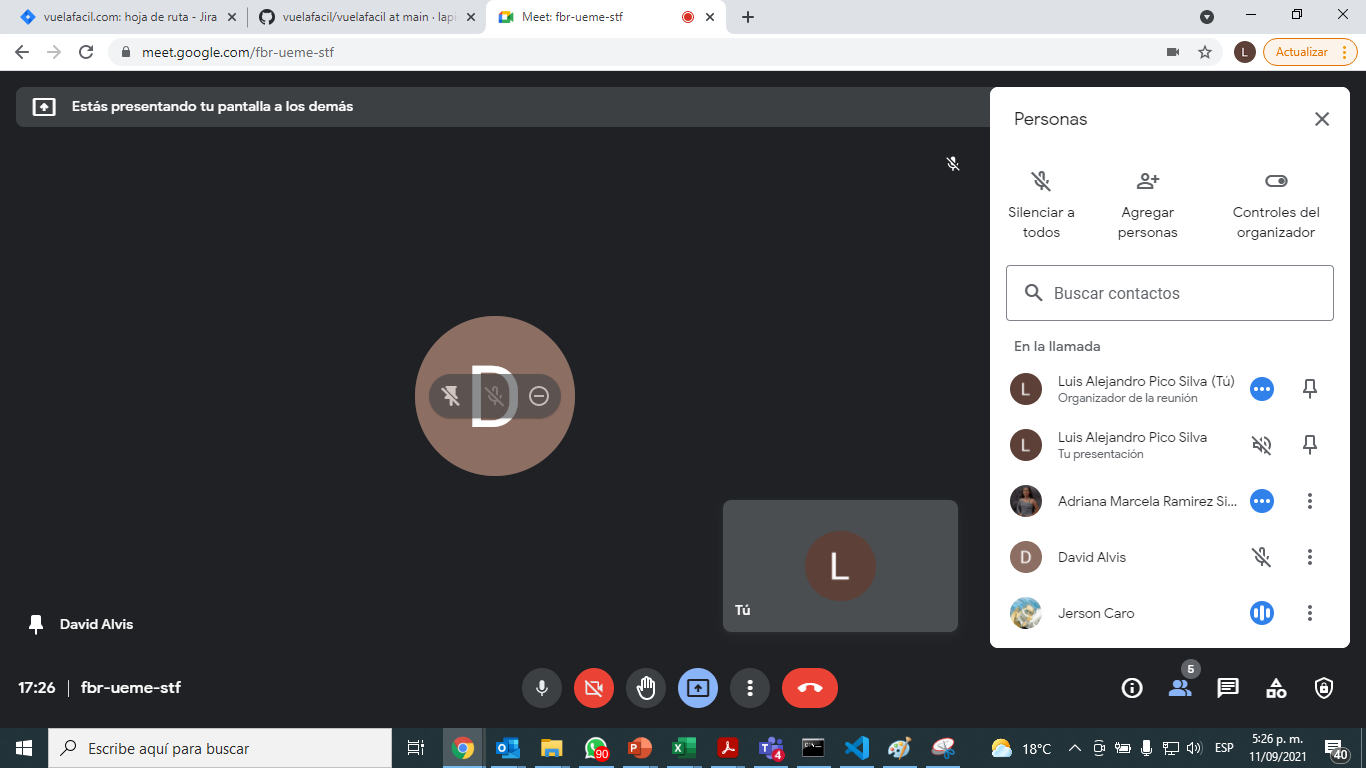 vuelafacil.com: hoja de ruta - Jira
vuelafacil/vuelafacil at main · lapi
Meet: fbr-ueme-stf
meet.google.com/fbr-ueme-stf
L
Actualizar
Estás presentando tu pantalla a los demás
Personas
Silenciar a
todos
Agregar
personas
Controles del
organizador
Buscar contactos
En la llamada
L
Luis Alejandro Pico Silva (Tú)
Organizador de la reunión
L
Luis Alejandro Pico Silva
Tu presentación
Adriana Marcela Ramirez Si...
D
David Alvis
Jerson Caro
D
L
Tú
David Alvis
17:26 | fbr-ueme-stf
5
Escribe aquí para buscar
90
4
18°C
ESP
5:26 p. m.
11/09/2021
40